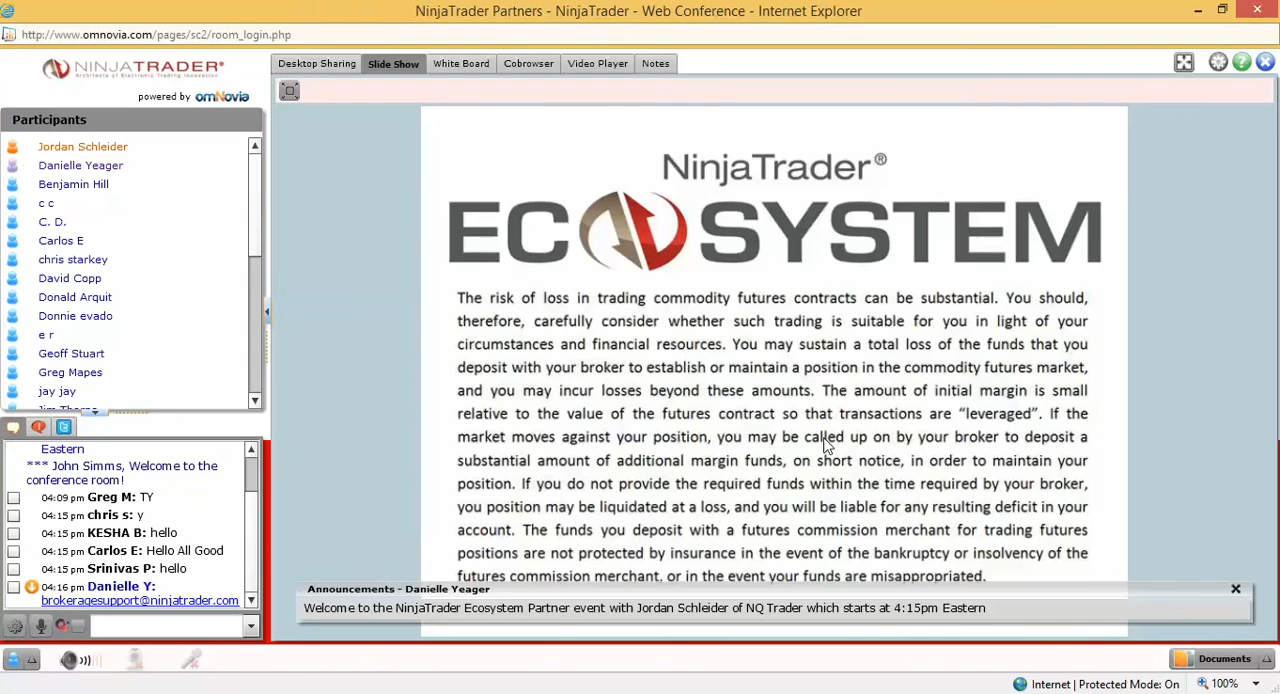 NinjaTrader Partners - NinjaTrader - Web Conference - Internet Explorer
http://www.omnovia.com/pages/sc2/room_login.php
NINJATRADER®
Architects of Electronic Trading Innovation™
powered by omNovia
Desktop Sharing
Slide Show
White Board
Cobrowser
Video Player
Notes
Participants
Jordan Schleider
Danielle Yeager
Benjamin Hill
c c
C. D.
Carlos E
chris starkey
David Copp
Donald Arquit
Donnie evado
e r
Geoff Stuart
Greg Mapes
jay jay
Eastern
*** John Simms, Welcome to the
conference room!
04:09 pm Greg M: TY
04:15 pm chris s: y
04:15 pm KESHA B: hello
04:15 pm Carlos E: Hello All Good
04:15 pm Srinivas P: hello
04:16 pm Danielle Y:
brokeragesupport@ninjatrader.com
NinjaTrader®
ECOSYSTEM
The risk of loss in trading commodity futures contracts can be substantial. You should,
therefore, carefully consider whether such trading is suitable for you in light of your
circumstances and financial resources. You may sustain a total loss of the funds that you
deposit with your broker to establish or maintain a position in the commodity futures market,
and you may incur losses beyond these amounts. The amount of initial margin is small
relative to the value of the futures contract so that transactions are “leveraged”. If the
market moves against your position, you may be called up on by your broker to deposit a
substantial amount of additional margin funds, on short notice, in order to maintain your
position. If you do not provide the required funds within the time required by your broker,
you position may be liquidated at a loss, and you will be liable for any resulting deficit in your
account. The funds you deposit with a futures commission merchant for trading futures
positions are not protected by insurance in the event of the bankruptcy or insolvency of the
futures commission merchant, or in the event your funds are misappropriated.
Announcements - Danielle Yeager
Welcome to the NinjaTrader Ecosystem Partner event with Jordan Schleider of NQ Trader which starts at 4:15pm Eastern
Documents
Internet | Protected Mode: On
100%